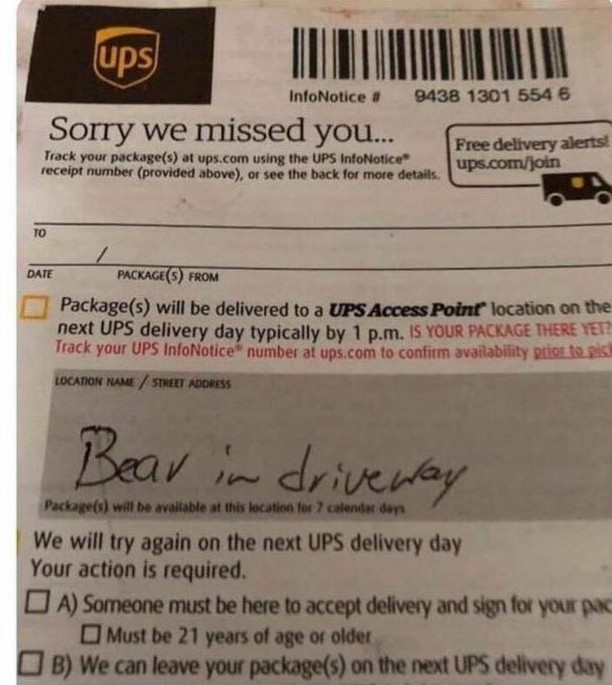 ups
InfoNotice # 9438 1301 554 6
Sorry we missed you...
Free delivery alerts!
ups.com/join
Track your package(s) at ups.com using the UPS InfoNotice®
receipt number (provided above), or see the back for more details.
TO
/
DATE PACKAGE(S) FROM
Package(s) will be delivered to a UPS Access Point™ location on the
next UPS delivery day typically by 1 p.m. IS YOUR PACKAGE THERE YET?
Track your UPS InfoNotice® number at ups.com to confirm availability prior to pick
LOCATION NAME / STREET ADDRESS
Bear in driveway
Package(s) will be available at this location for 7 calendar days
We will try again on the next UPS delivery day
Your action is required.
A) Someone must be here to accept delivery and sign for your pac
Must be 21 years of age or older
B) We can leave your package(s) on the next UPS delivery day